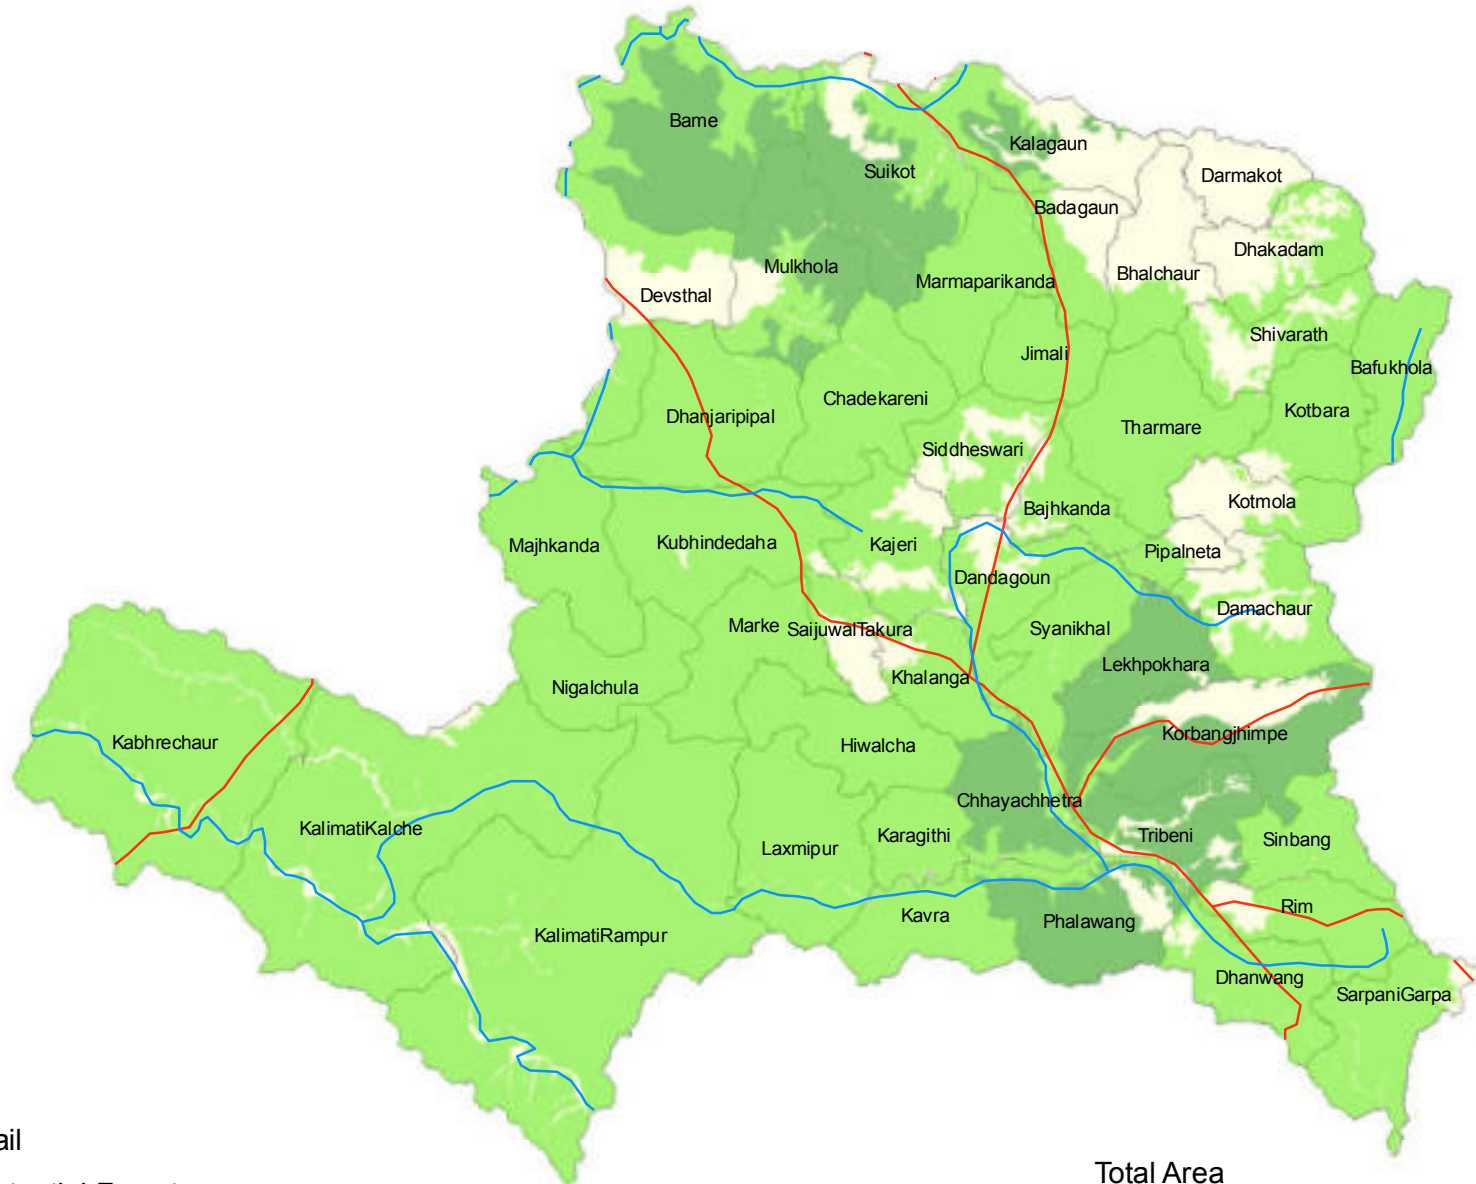 Bame
Kalagaun
Suikot
Darmakot
Badagaun
Dhakadam
Mulkhola
Bhalchaur
Marmaparikanda
Devsthal
Shivarath
Jimali
Bafukhola
Chadekareni
Kotbara
Dhanjaripipal
Tharmare
Siddheswari
Kotmola
Bajhkanda
Majhkanda
Kubhindedaha
Kajeri
Pipalneta
Dandagoun
Damachaur
Marke
SaijuwalTakura
Syanikhal
Lekhpokhara
Khalanga
Nigalchula
Korbangjhimpe
Kabhrechaur
Hiwalcha
Chhayachhetra
KalimatiKalche
Karagithi
Tribeni
Sinbang
Laxmipur
Rim
Kavra
Phalawang
KalimatiRampur
Dhanwang
SarpaniGarpa
ail
Total Area